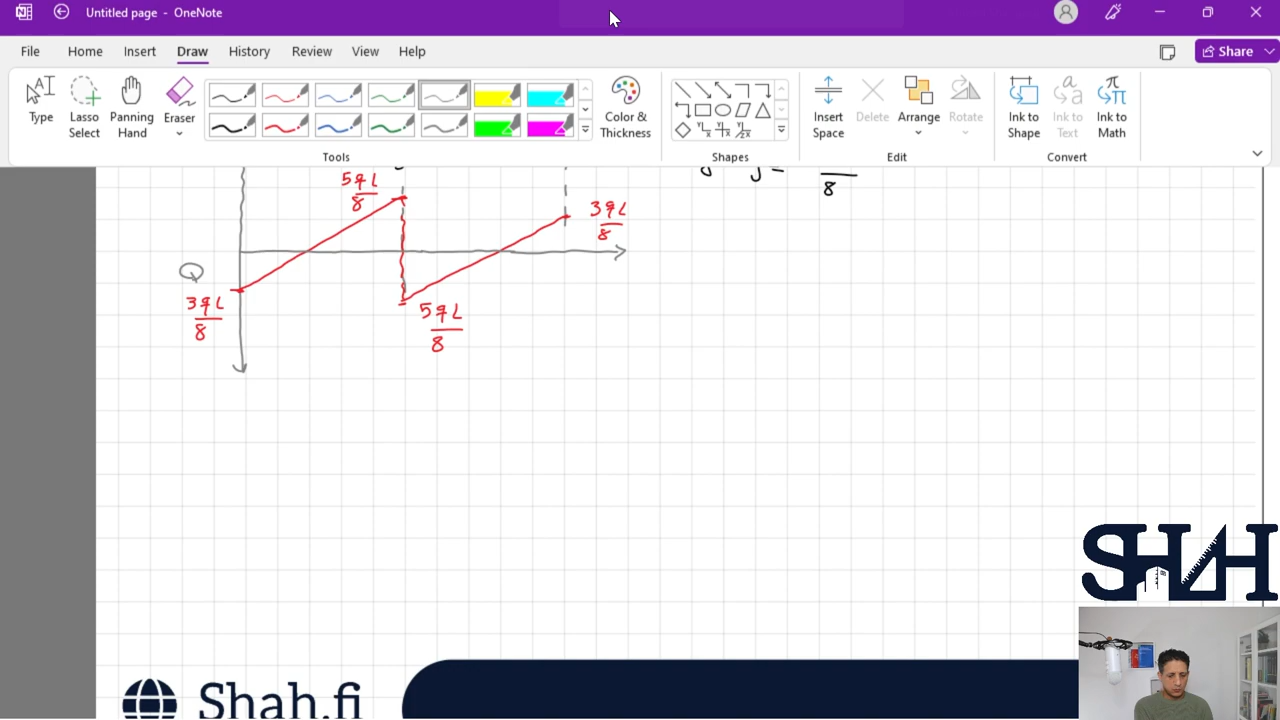 Untitled page - OneNote
File Home Insert Draw History Review View Help
Share
Type
Lasso Select
Panning Hand
Eraser
Color & Thickness
Insert Space
Delete
Arrange
Rotate
Ink to Shape
Ink to Text
Ink to Math
Tools
Shapes
Edit
Convert
5qL
8
8
3qL
8
Q
3qL
8
5qL
8
SHAH
Shah.fi